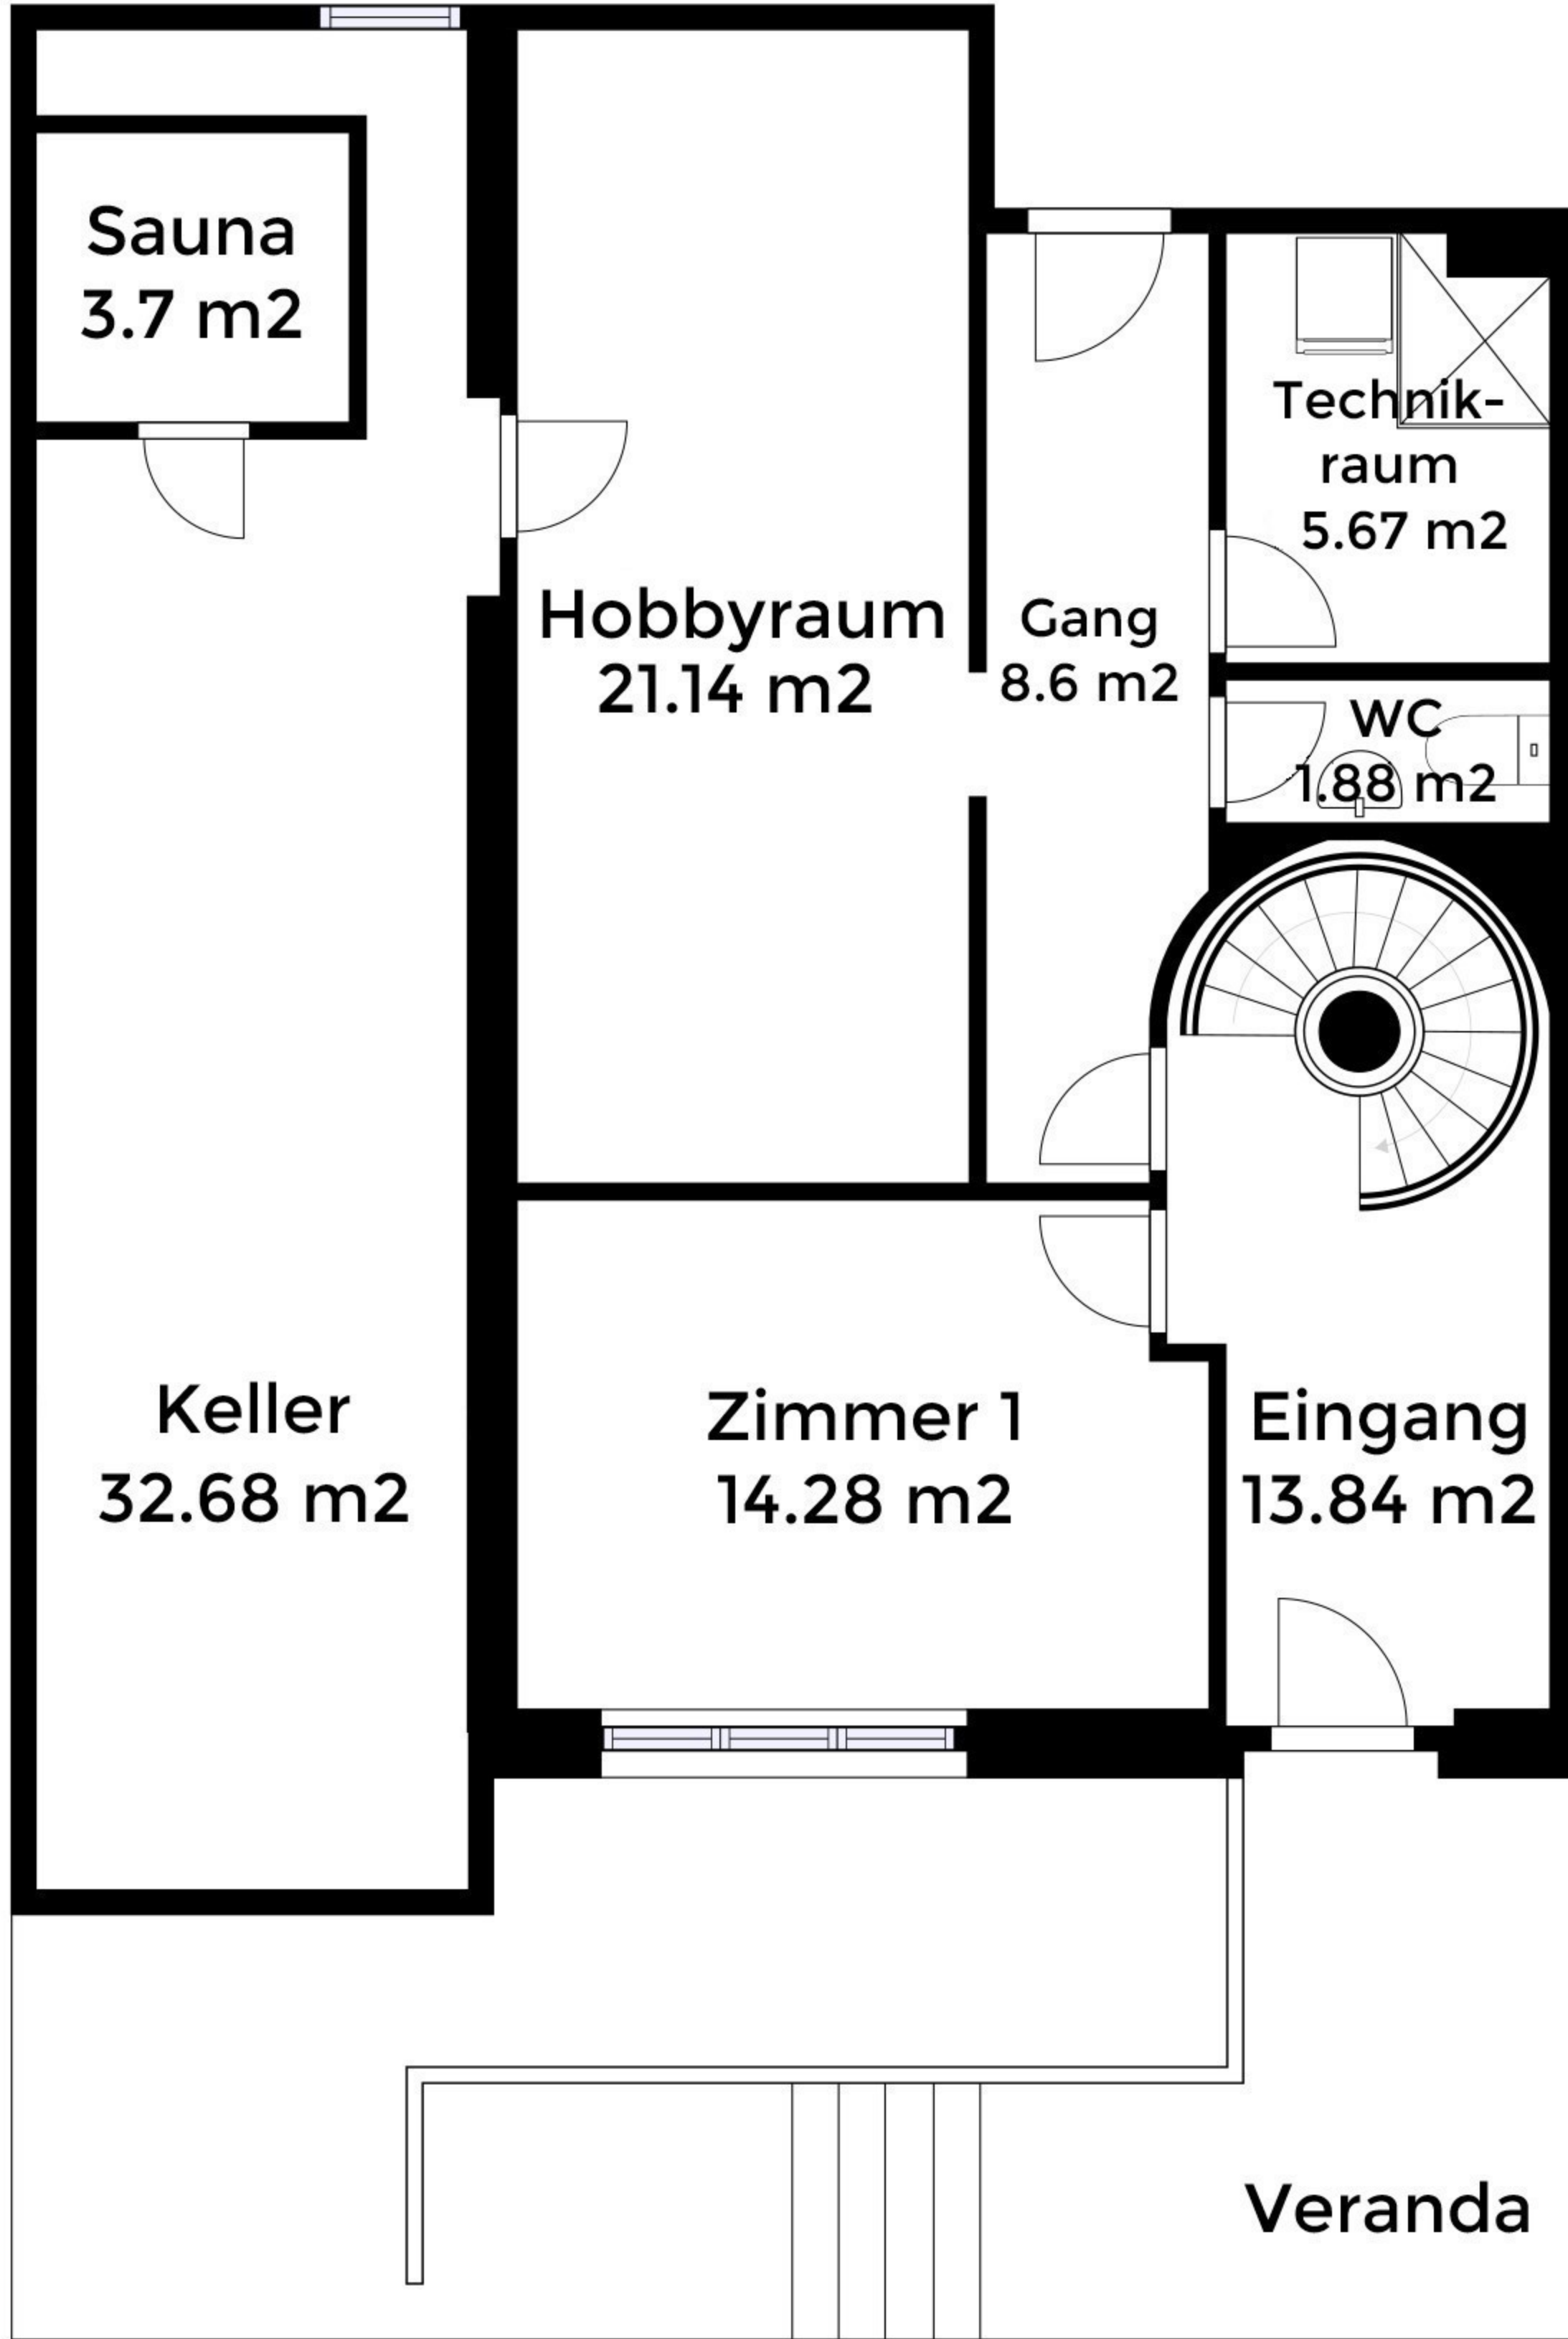 Sauna
3.7 m2
Technik-
raum
5.67 m2
Hobbyraum
21.14 m2
Gang
8.6 m2
WC
1.88 m2
Keller
32.68 m2
Zimmer 1
14.28 m2
Eingang
13.84 m2
Veranda